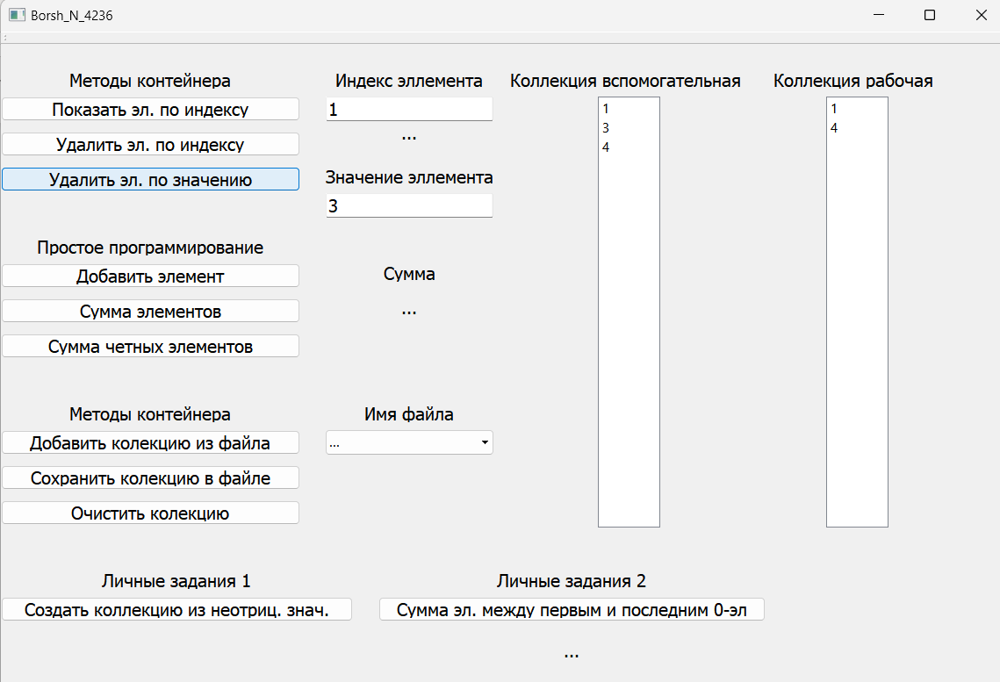 Borsh_N_4236
Методы контейнера
Показать эл. по индексу
Удалить эл. по индексу
Удалить эл. по значению
Индекс эллемента
1
...
Значение эллемента
3
Коллекция вспомогательная
1
3
4
Коллекция рабочая
1
4
Простое программирование
Добавить элемент
Сумма элементов
Сумма четных элементов
Сумма
...
Методы контейнера
Добавить колекцию из файла
Сохранить колекцию в файле
Очистить колекцию
Имя файла
...
Личные задания 1
Создать коллекцию из неотриц. знач.
Личные задания 2
Сумма эл. между первым и последним 0-эл
...